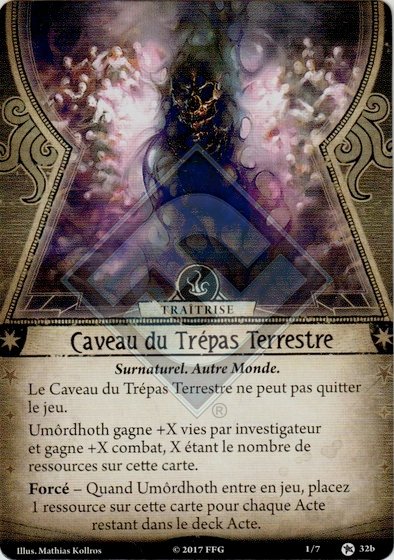 TRAÎTRISE
Caveau du Trépas Terrestre
Surnaturel. Autre Monde.
Le Caveau du Trépas Terrestre ne peut pas quitter
le jeu.
Umôrdhoth gagne +X vies par investigateur
et gagne +X combat, X étant le nombre de
ressources sur cette carte.
Forcé – Quand Umôrdhoth entre en jeu, placez
1 ressource sur cette carte pour chaque Acte
restant dans le deck Acte.
Illus. Mathias Kollros © 2017 FFG 1/7 32b
®